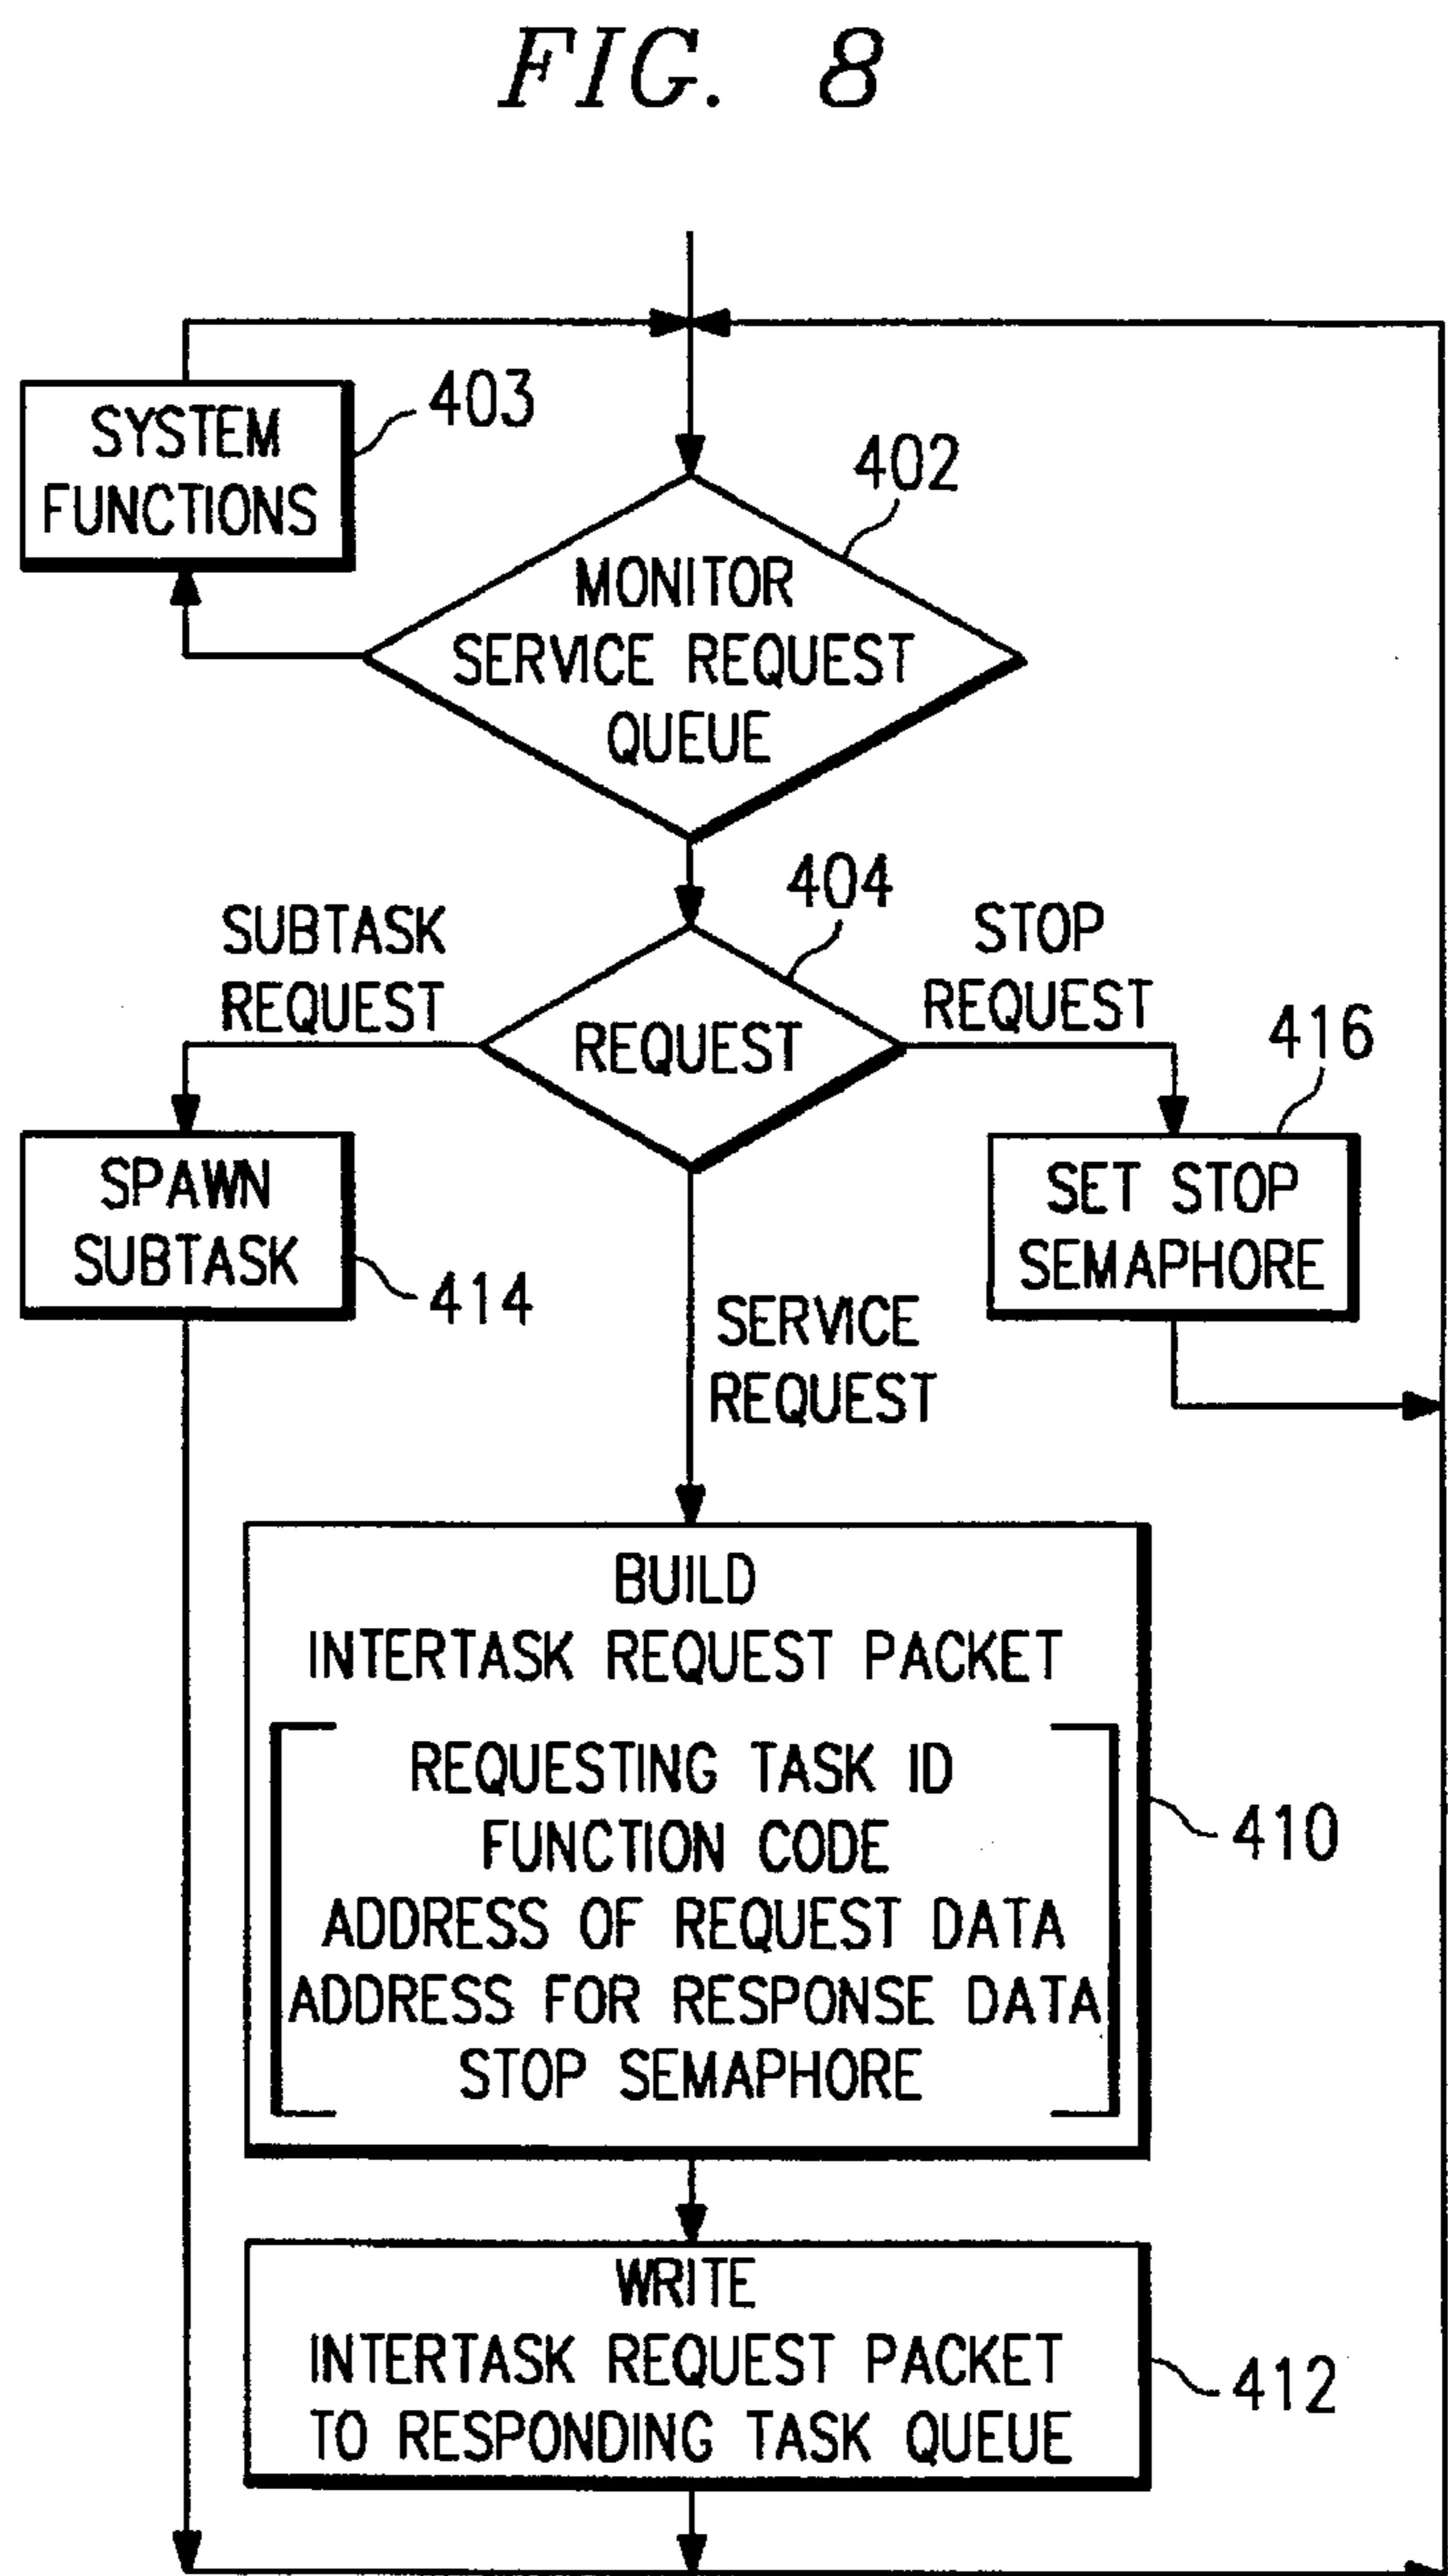 FIG. 8
SYSTEM
FUNCTIONS
403
402
MONITOR
SERVICE REQUEST
QUEUE
404
SUBTASK
REQUEST
REQUEST
STOP
REQUEST
416
SPAWN
SUBTASK
414
SET STOP
SEMAPHORE
SERVICE
REQUEST
BUILD
INTERTASK REQUEST PACKET
REQUESTING TASK ID
FUNCTION CODE
ADDRESS OF REQUEST DATA
ADDRESS FOR RESPONSE DATA
STOP SEMAPHORE
410
WRITE
INTERTASK REQUEST PACKET
TO RESPONDING TASK QUEUE
412